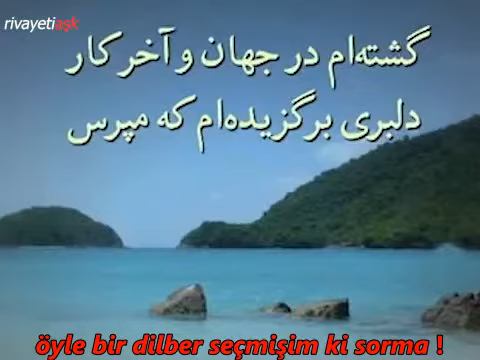 rivayetiaşk
گشته‌ام در جهان و آخر کار
دلبری برگزیده‌ام که مپرس
öyle bir dilber seçmişim ki sorma !